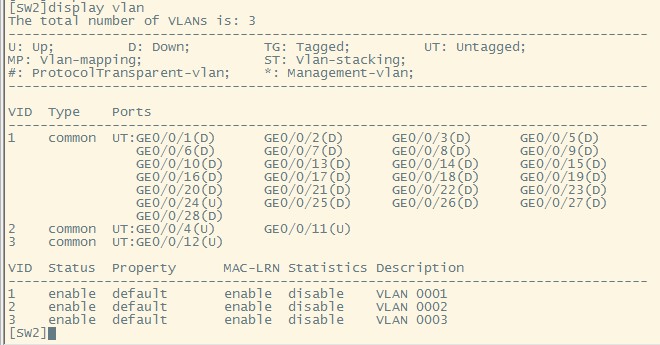 [SW2]display vlan
The total number of VLANs is: 3
--------------------------------------------------------------------------------
U: Up;         D: Down;         TG: Tagged;         UT: Untagged;
MP: Vlan-mapping;               ST: Vlan-stacking;
#: ProtocolTransparent-vlan;    *: Management-vlan;
--------------------------------------------------------------------------------
VID  Type    Ports
--------------------------------------------------------------------------------
1    common  UT:GE0/0/1(D)      GE0/0/2(D)      GE0/0/3(D)      GE0/0/5(D)
GE0/0/6(D)      GE0/0/7(D)      GE0/0/8(D)      GE0/0/9(D)
GE0/0/10(D)     GE0/0/13(D)     GE0/0/14(D)     GE0/0/15(D)
GE0/0/16(D)     GE0/0/17(D)     GE0/0/18(D)     GE0/0/19(D)
GE0/0/20(D)     GE0/0/21(D)     GE0/0/22(D)     GE0/0/23(D)
GE0/0/24(U)     GE0/0/25(D)     GE0/0/26(D)     GE0/0/27(D)
GE0/0/28(D)
2    common  UT:GE0/0/4(U)      GE0/0/11(U)
3    common  UT:GE0/0/12(U)
VID  Status  Property      MAC-LRN Statistics Description
--------------------------------------------------------------------------------
1    enable  default       enable  disable    VLAN 0001
2    enable  default       enable  disable    VLAN 0002
3    enable  default       enable  disable    VLAN 0003
[SW2]